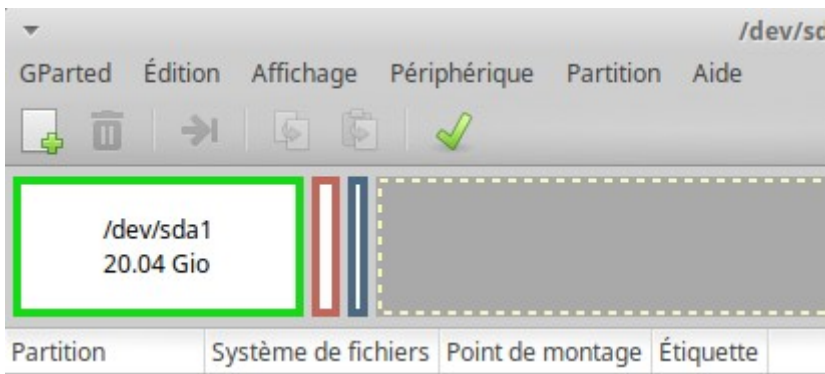 /dev/sd
GParted Édition Affichage Périphérique Partition Aide
/dev/sda1
20.04 Gio
Partition Système de fichiers Point de montage Étiquette